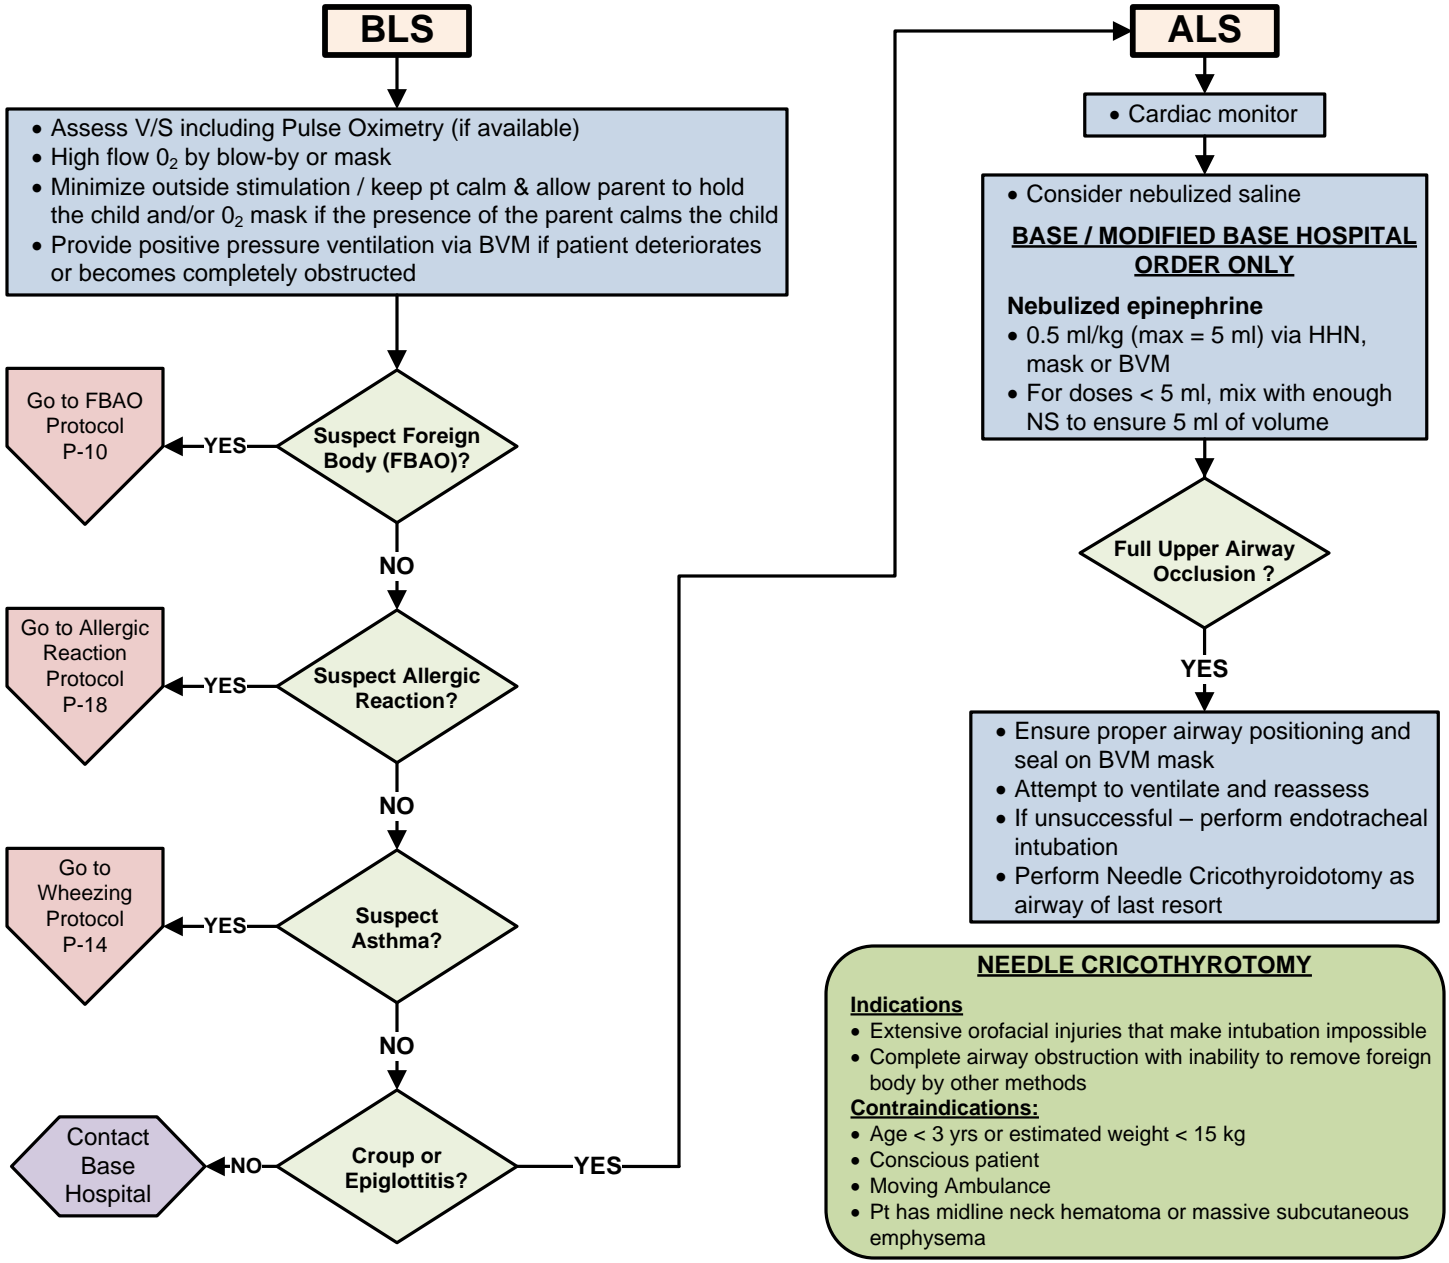 BLS
• Assess V/S including Pulse Oximetry (if available)
• High flow 0₂ by blow-by or mask
• Minimize outside stimulation / keep pt calm & allow parent to hold
the child and/or 0₂ mask if the presence of the parent calms the child
• Provide positive pressure ventilation via BVM if patient deteriorates
or becomes completely obstructed
Suspect Foreign
Body (FBAO)?
YES
Go to FBAO
Protocol
P-10
NO
Suspect Allergic
Reaction?
YES
Go to Allergic
Reaction
Protocol
P-18
NO
Suspect
Asthma?
YES
Go to
Wheezing
Protocol
P-14
NO
Croup or
Epiglottitis?
NO
Contact
Base
Hospital
YES
ALS
• Cardiac monitor
• Consider nebulized saline
BASE / MODIFIED BASE HOSPITAL
ORDER ONLY
Nebulized epinephrine
• 0.5 ml/kg (max = 5 ml) via HHN,
mask or BVM
• For doses < 5 ml, mix with enough
NS to ensure 5 ml of volume
Full Upper Airway
Occlusion ?
YES
• Ensure proper airway positioning and
seal on BVM mask
• Attempt to ventilate and reassess
• If unsuccessful – perform endotracheal
intubation
• Perform Needle Cricothyroidotomy as
airway of last resort
NEEDLE CRICOTHYROTOMY
Indications
• Extensive orofacial injuries that make intubation impossible
• Complete airway obstruction with inability to remove foreign
body by other methods
Contraindications:
• Age < 3 yrs or estimated weight < 15 kg
• Conscious patient
• Moving Ambulance
• Pt has midline neck hematoma or massive subcutaneous
emphysema